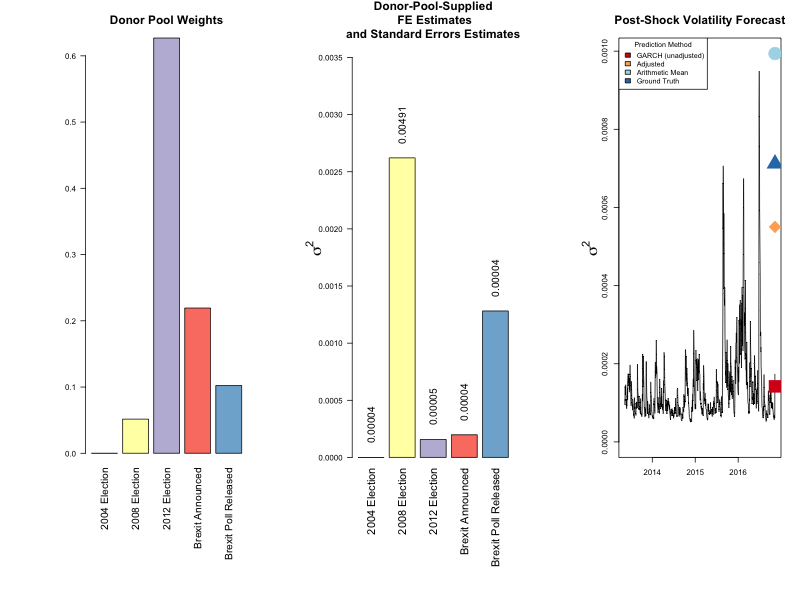 Donor Pool Weights
0.6
0.5
0.4
0.3
0.2
0.1
0.0
2004 Election
2008 Election
2012 Election
Brexit Announced
Brexit Poll Released
Donor-Pool-Supplied
FE Estimates
and Standard Errors Estimates
σ²
0.0035
0.0030
0.0025
0.0020
0.0015
0.0010
0.0005
0.0000
0.00004
0.00491
0.00005
0.00004
0.00004
2004 Election
2008 Election
2012 Election
Brexit Announced
Brexit Poll Released
Post-Shock Volatility Forecast
σ²
0.0010
0.0008
0.0006
0.0004
0.0002
0.0000
Prediction Method
GARCH (unadjusted)
Adjusted
Arithmetic Mean
Ground Truth
2014
2015
2016